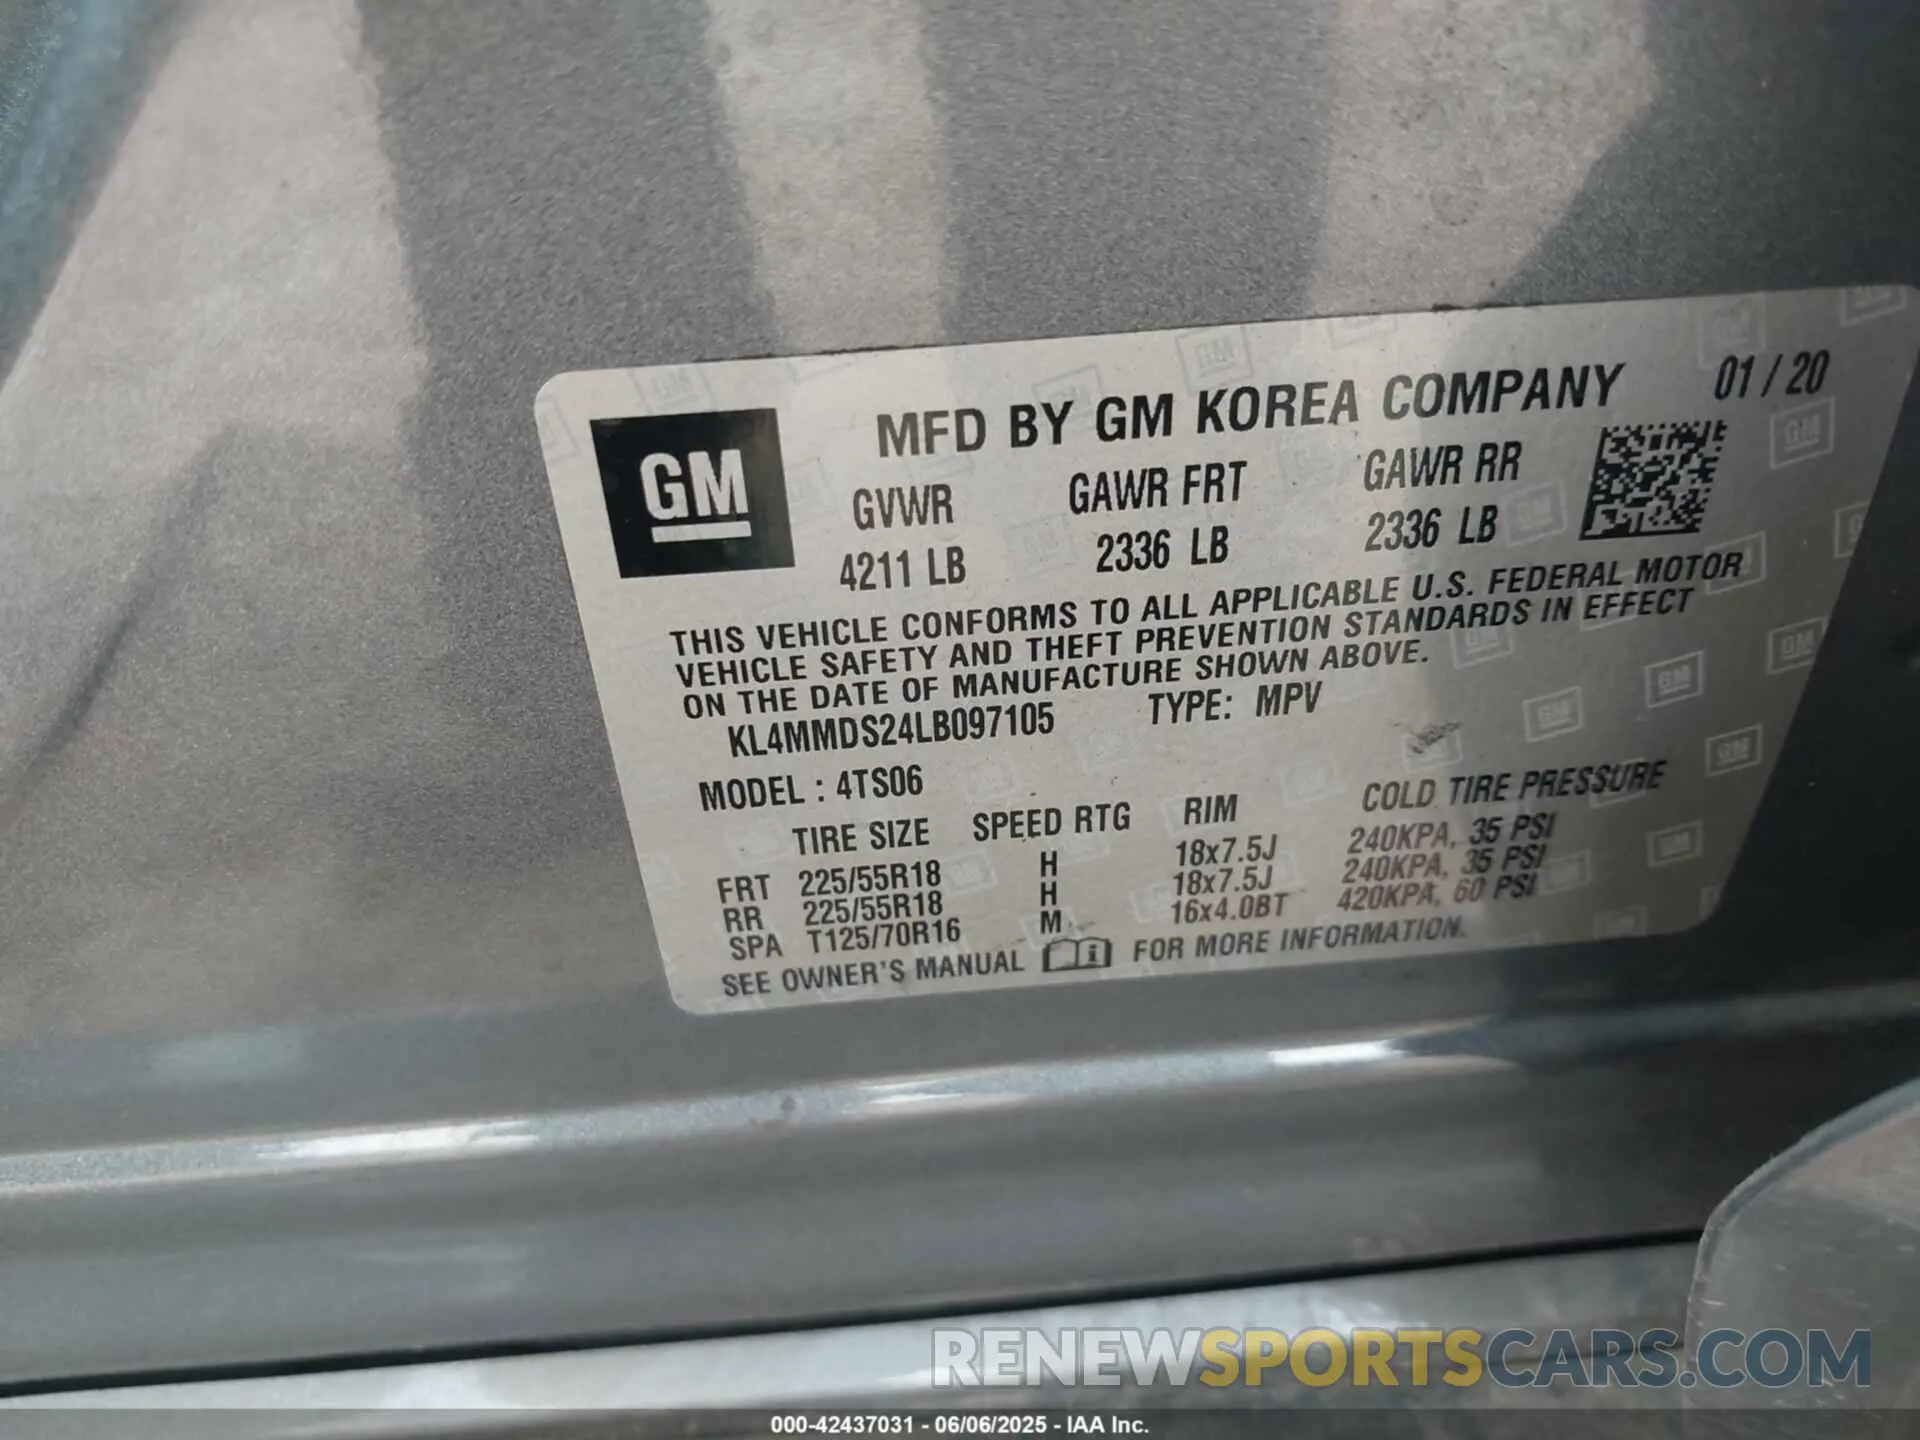 GM
MFD BY GM KOREA COMPANY 01 / 20
GVWR GAWR FRT GAWR RR
4211 LB 2336 LB 2336 LB
THIS VEHICLE CONFORMS TO ALL APPLICABLE U.S. FEDERAL MOTOR
VEHICLE SAFETY AND THEFT PREVENTION STANDARDS IN EFFECT
ON THE DATE OF MANUFACTURE SHOWN ABOVE.
KL4MMDS24LB097105 TYPE: MPV
MODEL : 4TS06
TIRE SIZE SPEED RTG RIM COLD TIRE PRESSURE
FRT 225/55R18 H 18x7.5J 240KPA, 35 PSI
RR 225/55R18 H 18x7.5J 240KPA, 35 PSI
SPA T125/70R16 M 16x4.0BT 420KPA, 60 PSI
SEE OWNER'S MANUAL FOR MORE INFORMATION.
RENEWSPORTSCARS.COM
000-42437031 - 06/06/2025 - IAA Inc.